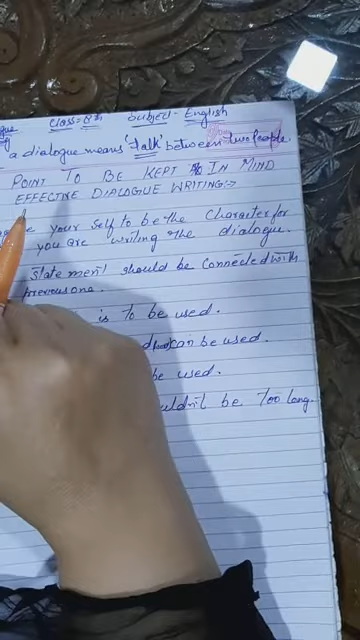 Class-8th Subject- English
a dialogue means 'talk' between two people.
POINT TO BE KEPT IN MIND
EFFECTIVE DIALOGUE WRITING:-
your self to be the character for
you are writing the dialogue.
Statement should be connected with
previous one.
is to be used.
can be used.
be used.
uldn't be too long.